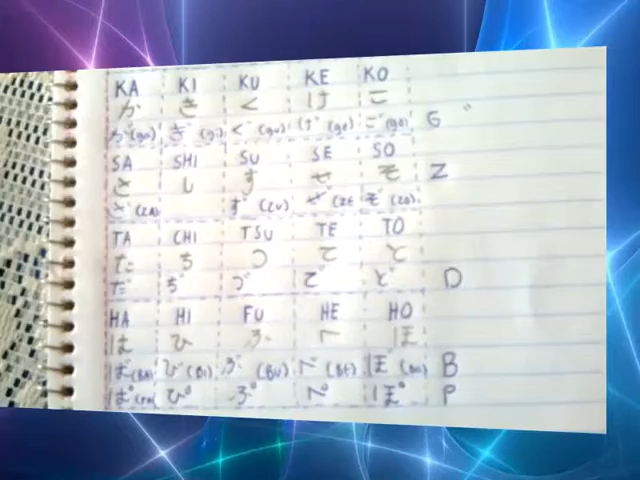 KA KI KU KE KO
か き く け こ
が (ga) ぎ (gi) ぐ (gu) げ (ge) ご (go) G ゛
SA SHI SU SE SO
さ し す せ そ Z
ざ (ZA) ず (ZU) ぜ (ZE ぞ (ZO)
TA CHI TSU TE TO
た ち つ て と
だ ぢ づ で ど D
HA HI FU HE HO
は ひ ふ へ ほ
ば (BA) び (BI) ぶ (BU) べ (BE) ぼ (BO) B
ぱ (PA) ぴ ぷ ぺ ぽ P